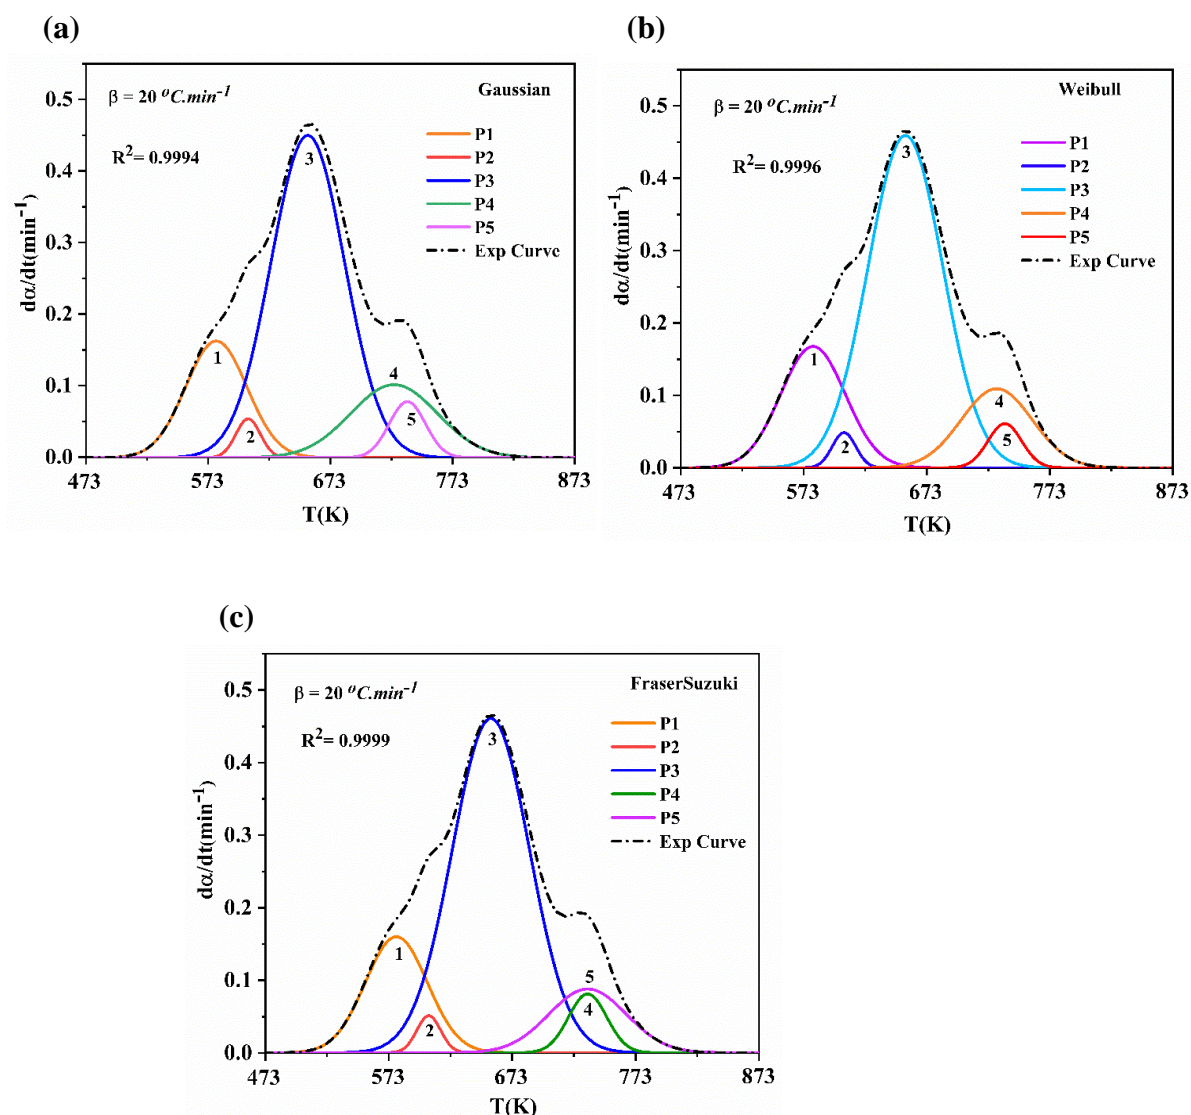 (a)
β = 20 °C.min⁻¹
Gaussian
R²= 0.9994
P1
P2
P3
P4
P5
Exp Curve
dα/dt(min⁻¹)
0.5
0.4
0.3
0.2
0.1
0.0
1
2
3
4
5
473 573 673 773 873
T(K)
(b)
β = 20 °C.min⁻¹
Weibull
R²= 0.9996
P1
P2
P3
P4
P5
Exp Curve
dα/dt(min⁻¹)
0.5
0.4
0.3
0.2
0.1
0.0
1
2
3
4
5
473 573 673 773 873
T(K)
(c)
β = 20 °C.min⁻¹
FraserSuzuki
R²= 0.9999
P1
P2
P3
P4
P5
Exp Curve
dα/dt(min⁻¹)
0.5
0.4
0.3
0.2
0.1
0.0
1
2
3
5
4
473 573 673 773 873
T(K)